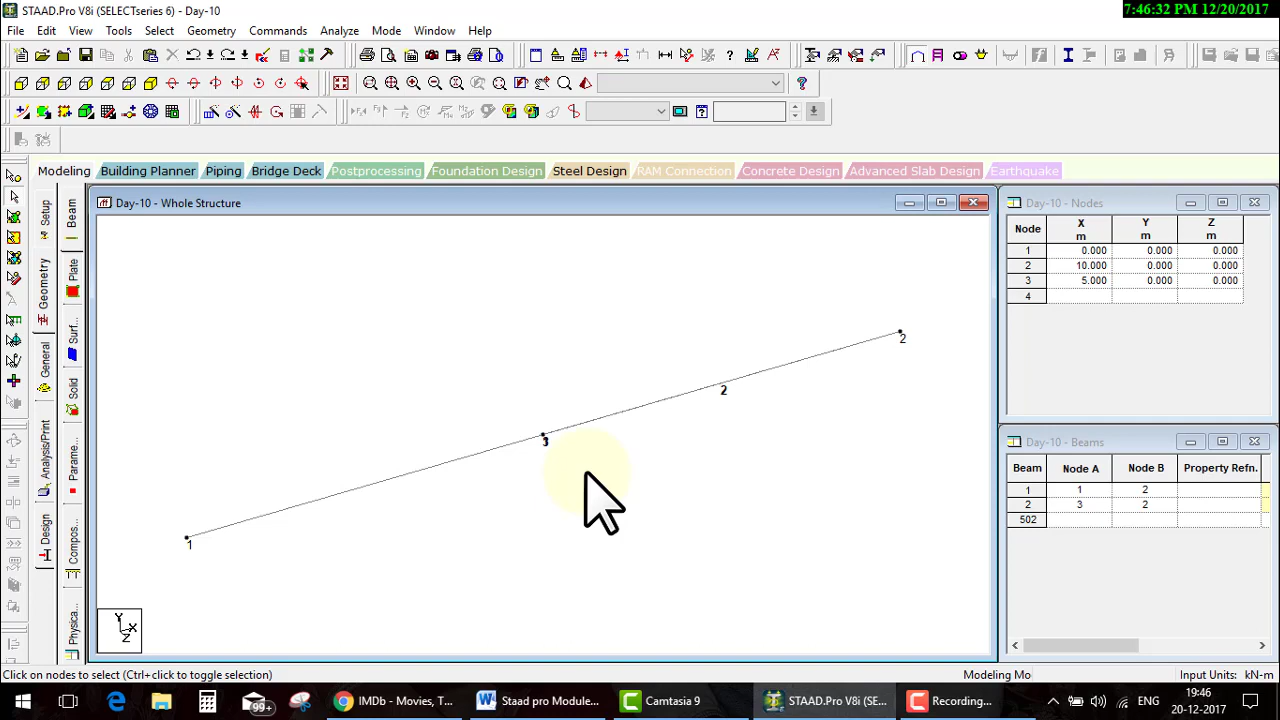 STAAD.Pro V8i (SELECTseries 6) - Day-10
7:46:32 PM 12/20/2017
File Edit View Tools Select Geometry Commands Analyze Mode Window Help
Modeling Building Planner Piping Bridge Deck Postprocessing Foundation Design Steel Design RAM Connection Concrete Design Advanced Slab Design Earthquake
Setup
Geometry
General
Analysis/Print
Design
Beam
Plate
Surf...
Solid
Parame...
Compos...
Physica...
Day-10 - Whole Structure
2
2
3
1
Y
X
Z
Day-10 - Nodes
Node X m Y m Z m
1 0.000 0.000 0.000
2 10.000 0.000 0.000
3 5.000 0.000 0.000
4
Day-10 - Beams
Beam Node A Node B Property Refn.
1 1 2
2 3 2
502
Click on nodes to select (Ctrl+click to toggle selection)
Modeling Mo
Input Units: kN-m
99+
IMDb - Movies, T...
Staad pro Module...
Camtasia 9
STAAD.Pro V8i (SE...
Recording...
ENG
19:46
20-12-2017